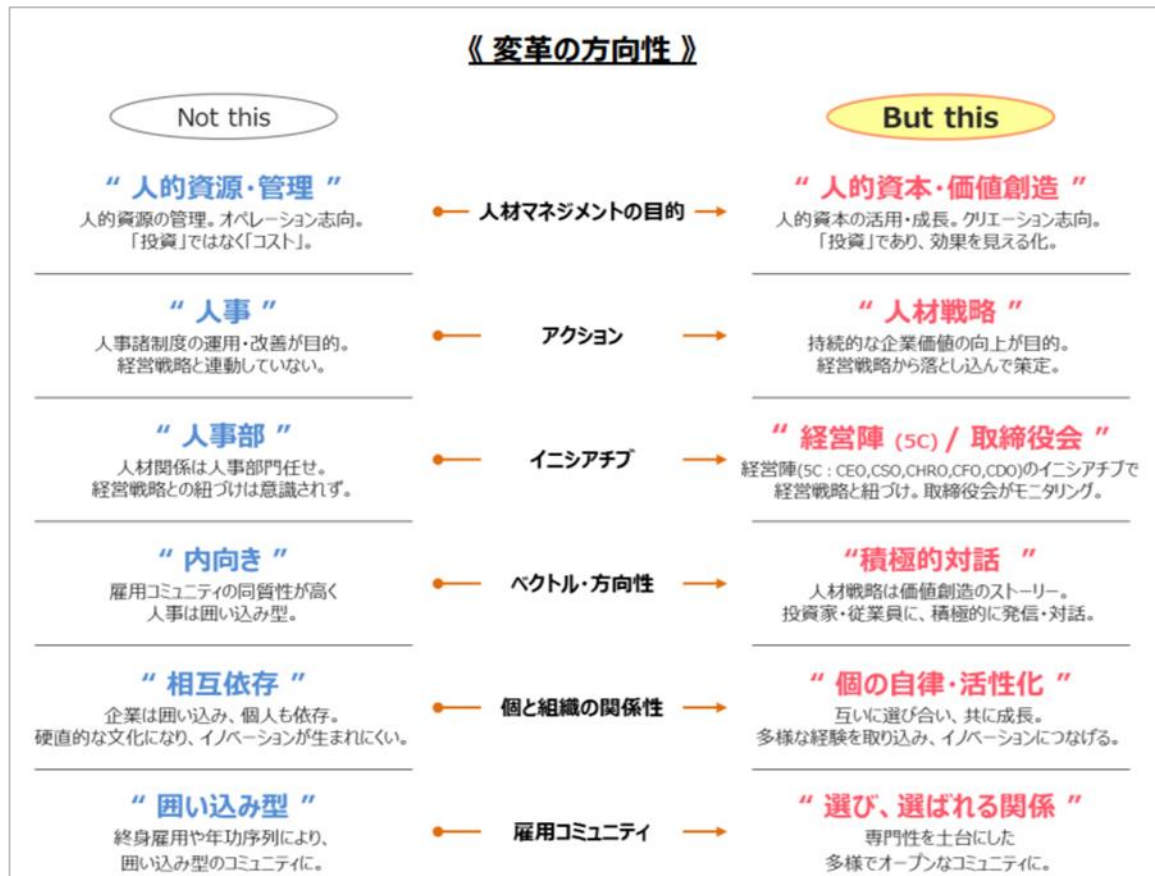 《 変革の方向性 》
Not this
But this
“ 人的資源・管理 ”
人的資源の管理。オペレーション志向。
「投資」ではなく「コスト」。
人材マネジメントの目的
“ 人的資本・価値創造 ”
人的資本の活用・成長。クリエーション志向。
「投資」であり、効果を見える化。
“ 人事 ”
人事諸制度の運用・改善が目的。
経営戦略と連動していない。
アクション
“ 人材戦略 ”
持続的な企業価値の向上が目的。
経営戦略から落とし込んで策定。
“ 人事部 ”
人材関係は人事部門任せ。
経営戦略との紐づけは意識されず。
イニシアチブ
“ 経営陣 (5C) / 取締役会 ”
経営陣(5C : CEO,CSO,CHRO,CFO,CDO)のイニシアチブで
経営戦略と紐づけ。取締役会がモニタリング。
“ 内向き ”
雇用コミュニティの同質性が高く
人事は囲い込み型。
ベクトル・方向性
“積極的対話 ”
人材戦略は価値創造のストーリー。
投資家・従業員に、積極的に発信・対話。
“ 相互依存 ”
企業は囲い込み、個人も依存。
硬直的な文化になり、イノベーションが生まれにくい。
個と組織の関係性
“ 個の自律・活性化 ”
互いに選び合い、共に成長。
多様な経験を取り込み、イノベーションにつなげる。
“ 囲い込み型 ”
終身雇用や年功序列により、
囲い込み型のコミュニティに。
雇用コミュニティ
“ 選び、選ばれる関係 ”
専門性を土台にした
多様でオープンなコミュニティに。